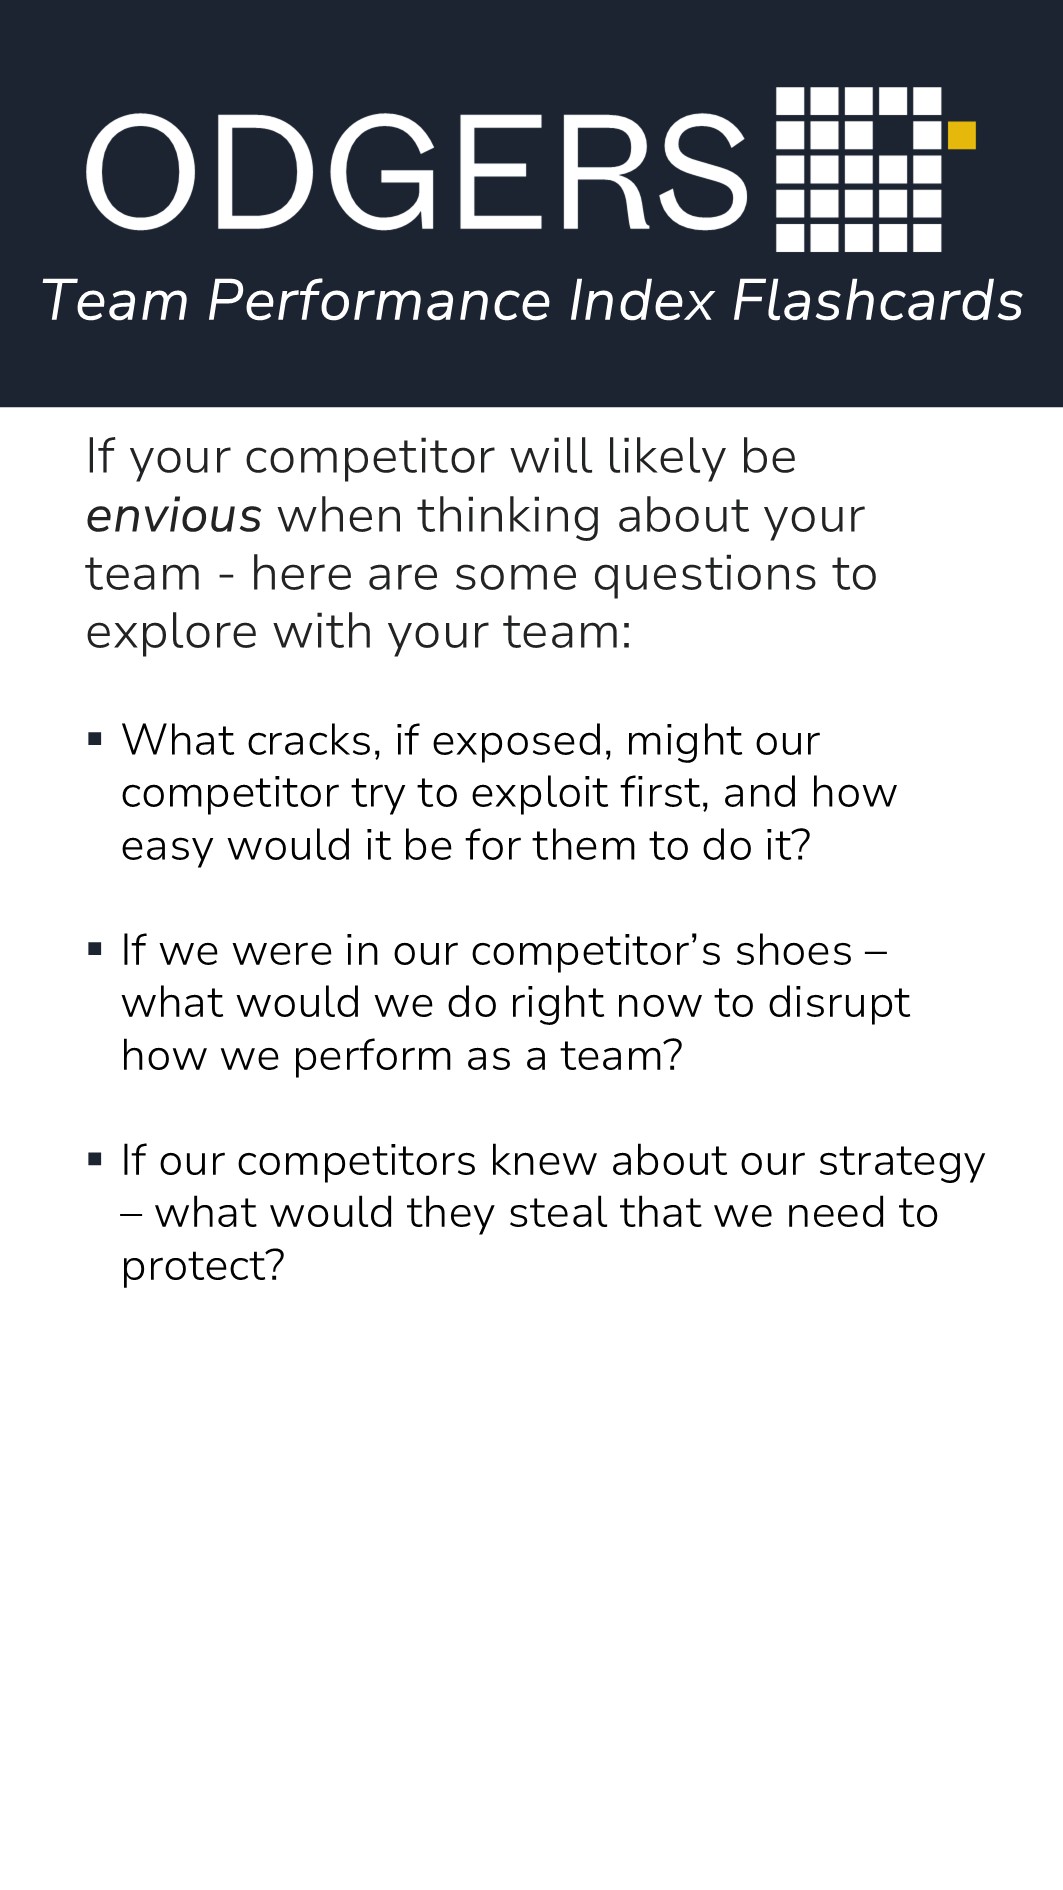 ODGERS
Team Performance Index Flashcards
If your competitor will likely be
envious when thinking about your
team - here are some questions to
explore with your team:
▪ What cracks, if exposed, might our
competitor try to exploit first, and how
easy would it be for them to do it?
▪ If we were in our competitor’s shoes –
what would we do right now to disrupt
how we perform as a team?
▪ If our competitors knew about our strategy
– what would they steal that we need to
protect?